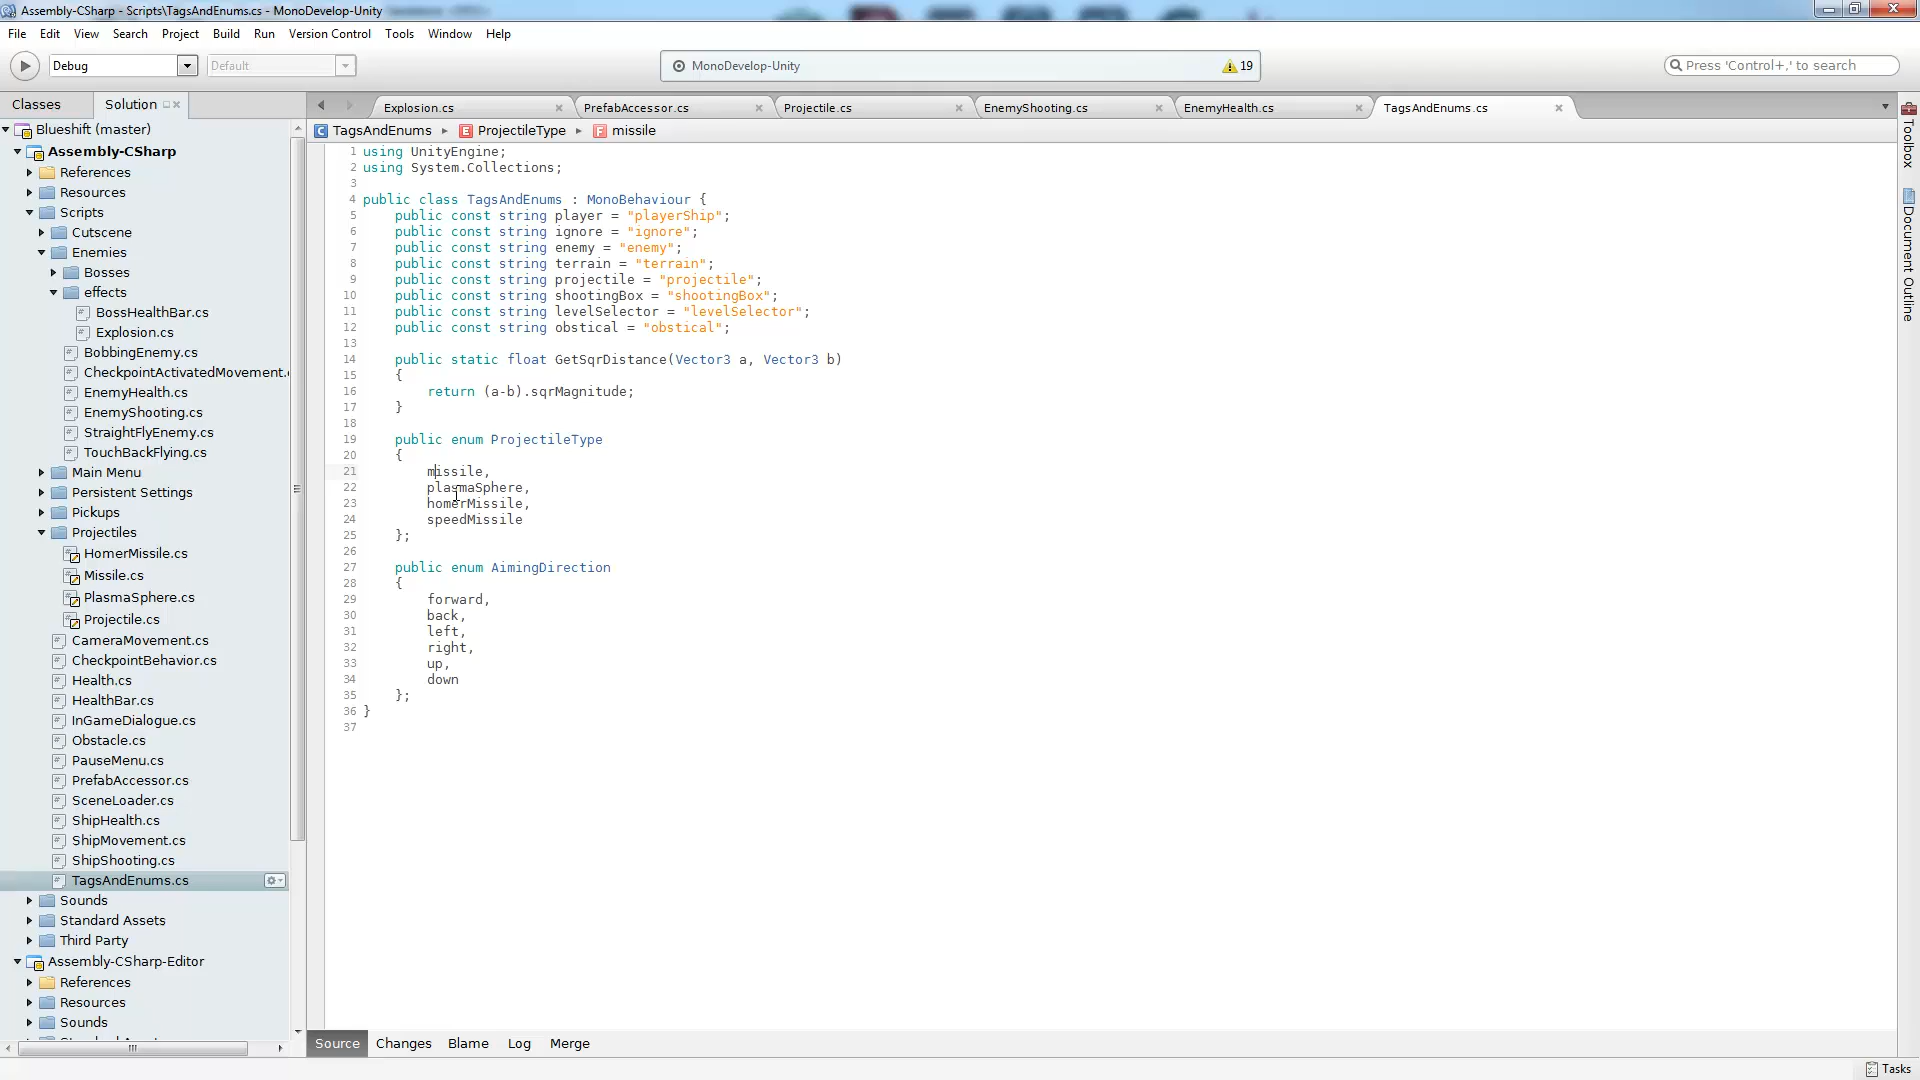 Assembly-CSharp - Scripts\TagsAndEnums.cs - MonoDevelop-Unity
File Edit View Search Project Build Run Version Control Tools Window Help
Debug Default MonoDevelop-Unity 19 Press 'Control+,' to search
Classes Solution
Explosion.cs PrefabAccessor.cs Projectile.cs EnemyShooting.cs EnemyHealth.cs TagsAndEnums.cs
TagsAndEnums ProjectileType missile
Blueshift (master)
Assembly-CSharp
References
Resources
Scripts
Cutscene
Enemies
Bosses
effects
BossHealthBar.cs
Explosion.cs
BobbingEnemy.cs
CheckpointActivatedMovement.
EnemyHealth.cs
EnemyShooting.cs
StraightFlyEnemy.cs
TouchBackFlying.cs
Main Menu
Persistent Settings
Pickups
Projectiles
HomerMissile.cs
Missile.cs
PlasmaSphere.cs
Projectile.cs
CameraMovement.cs
CheckpointBehavior.cs
Health.cs
HealthBar.cs
InGameDialogue.cs
Obstacle.cs
PauseMenu.cs
PrefabAccessor.cs
SceneLoader.cs
ShipHealth.cs
ShipMovement.cs
ShipShooting.cs
TagsAndEnums.cs
Sounds
Standard Assets
Third Party
Assembly-CSharp-Editor
References
Resources
Sounds
1 using UnityEngine;
2 using System.Collections;
3
4 public class TagsAndEnums : MonoBehaviour {
5 public const string player = "playerShip";
6 public const string ignore = "ignore";
7 public const string enemy = "enemy";
8 public const string terrain = "terrain";
9 public const string projectile = "projectile";
10 public const string shootingBox = "shootingBox";
11 public const string levelSelector = "levelSelector";
12 public const string obstical = "obstical";
13
14 public static float GetSqrDistance(Vector3 a, Vector3 b)
15 {
16 return (a-b).sqrMagnitude;
17 }
18
19 public enum ProjectileType
20 {
21 missile,
22 plasmaSphere,
23 homerMissile,
24 speedMissile
25 };
26
27 public enum AimingDirection
28 {
29 forward,
30 back,
31 left,
32 right,
33 up,
34 down
35 };
36 }
37
Toolbox
Document Outline
Source Changes Blame Log Merge
Tasks